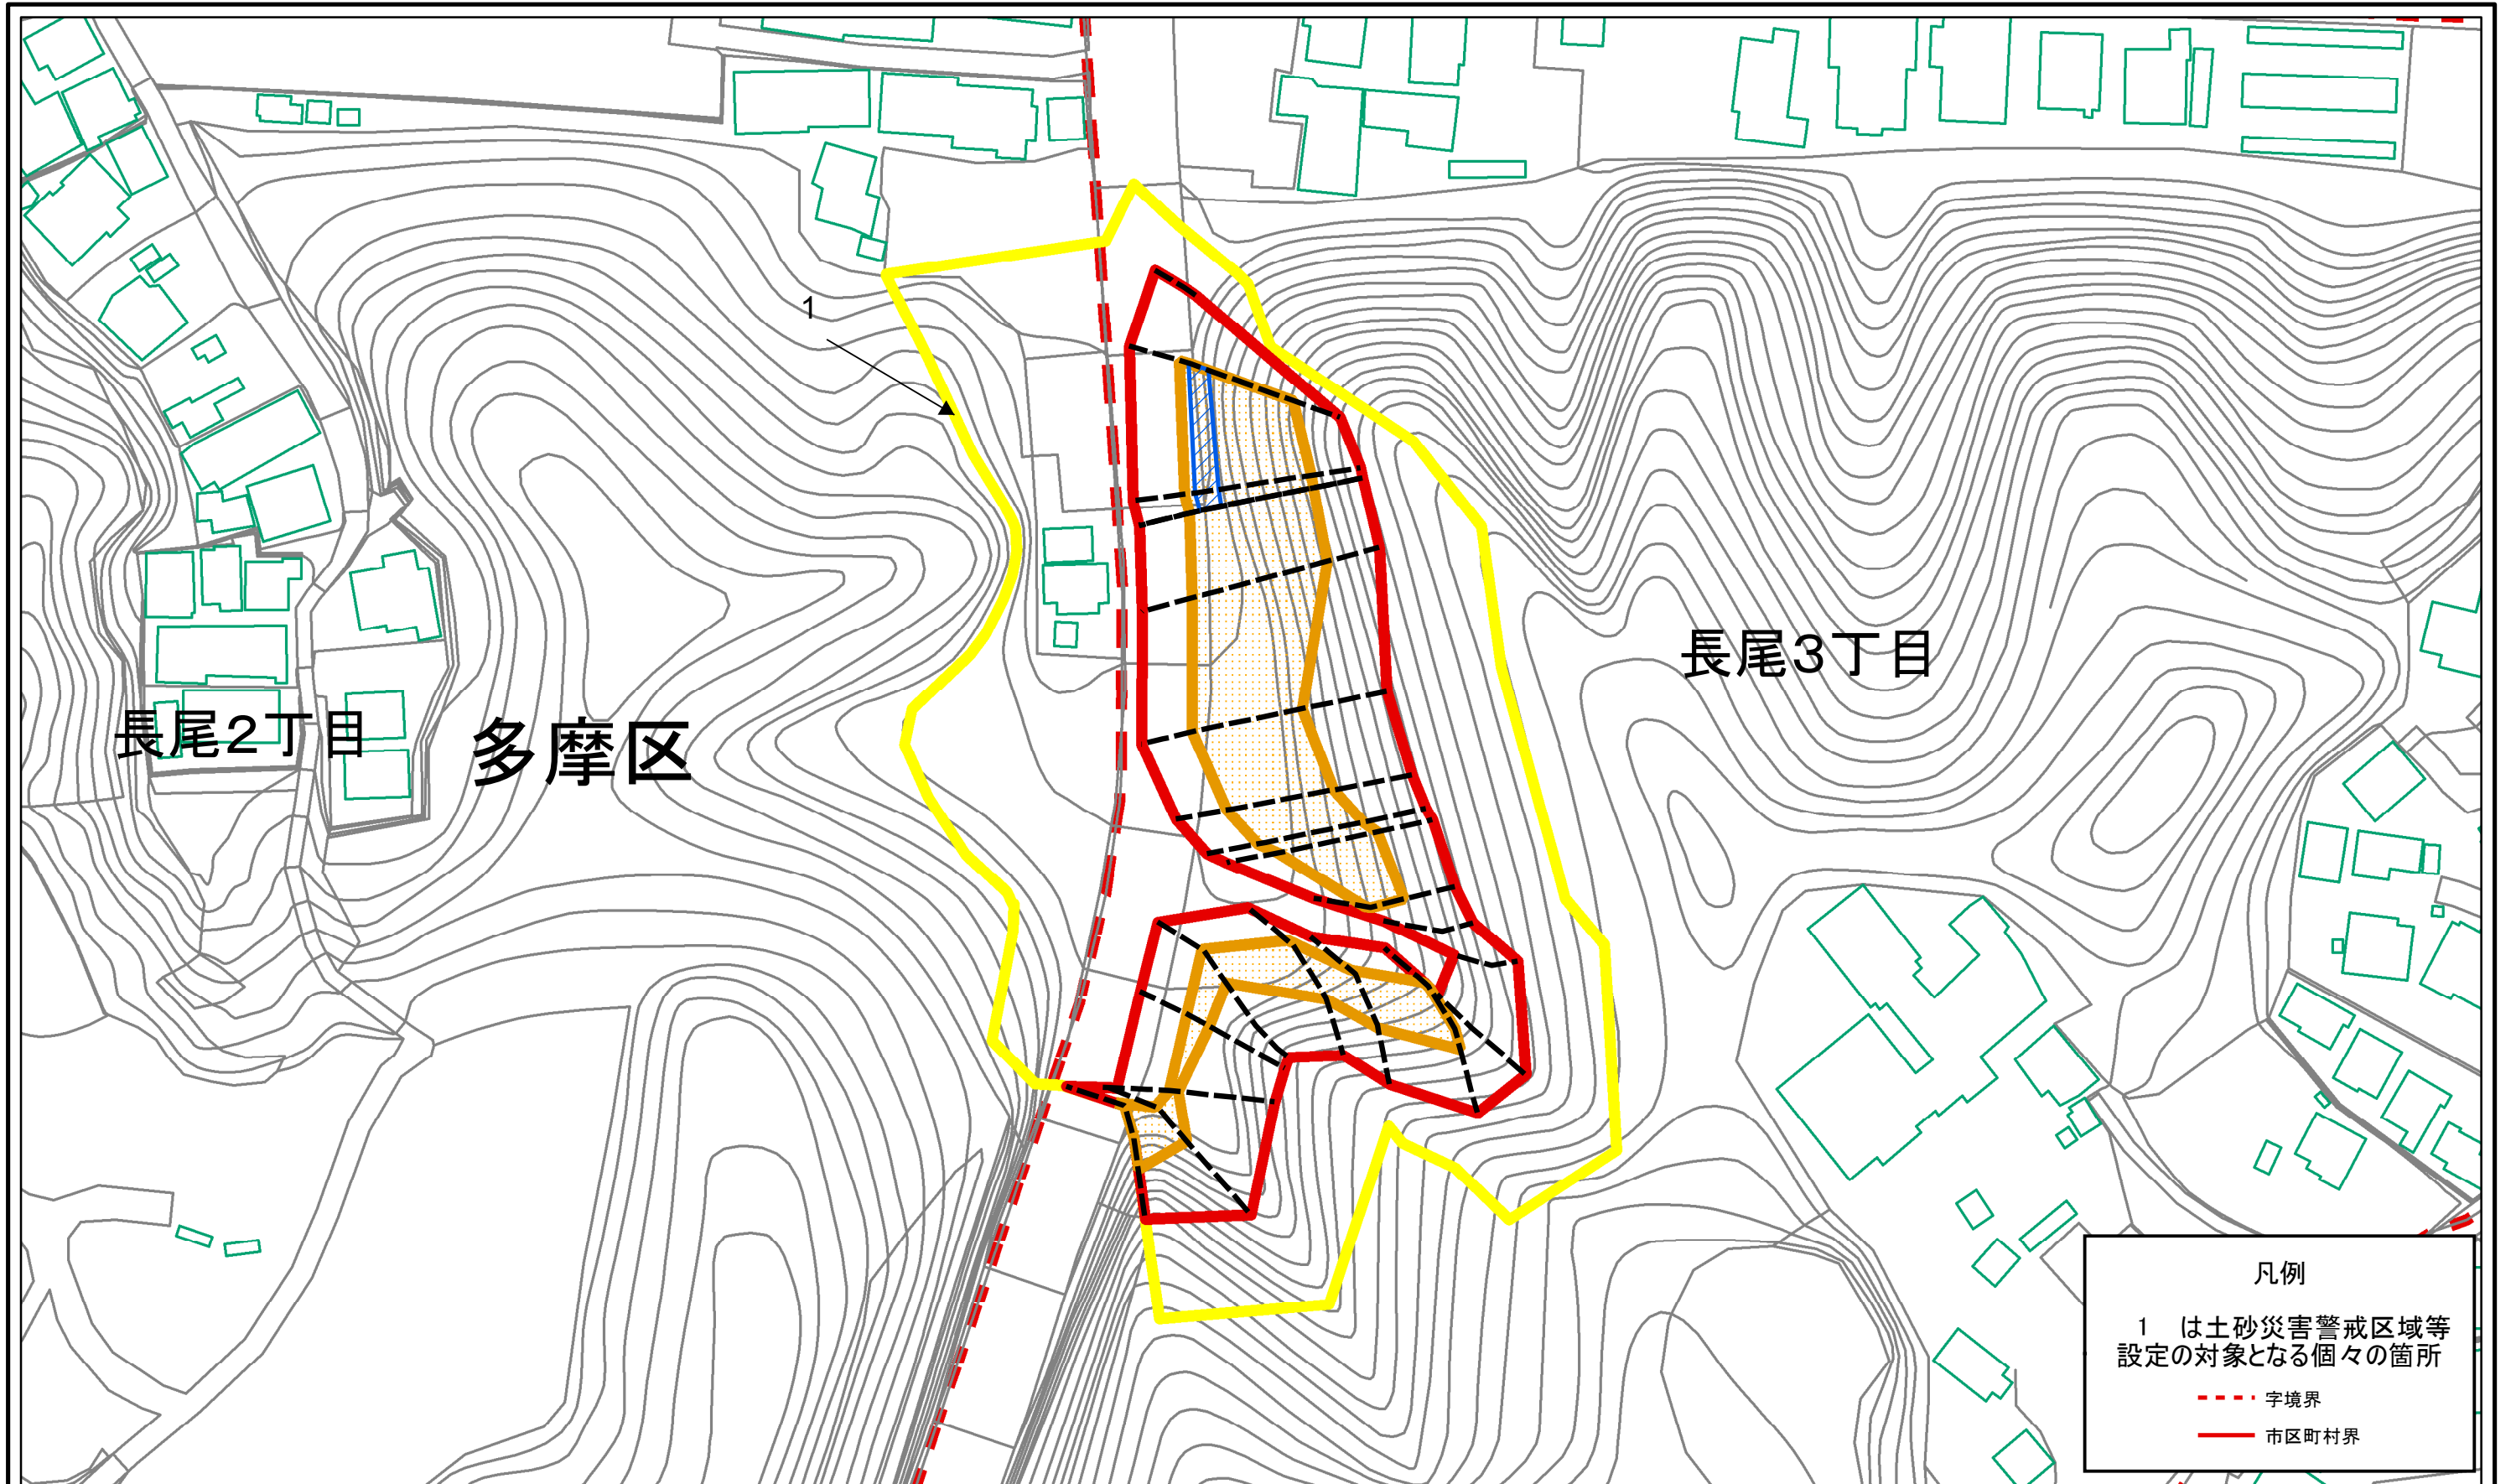 1
長尾3丁目
長尾2丁目
多摩区
凡例
1　は土砂災害警戒区域等
設定の対象となる個々の箇所
字境界
市区町村界